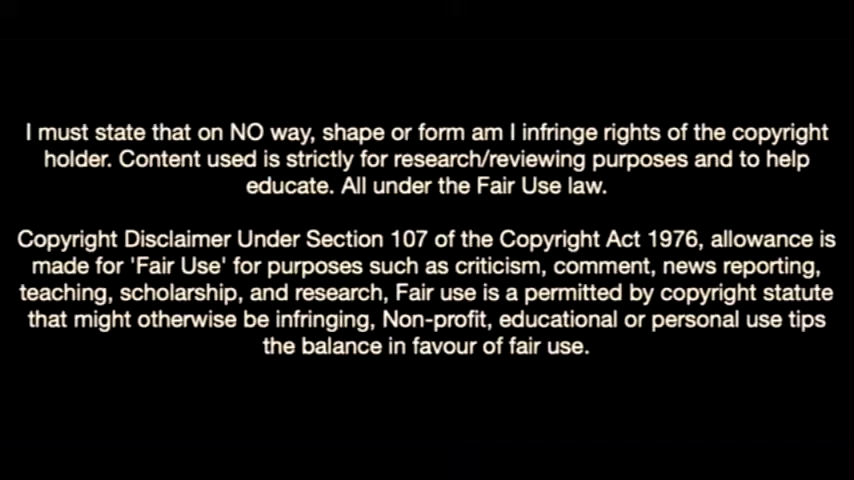 I must state that on NO way, shape or form am I infringe rights of the copyright
holder. Content used is strictly for research/reviewing purposes and to help
educate. All under the Fair Use law.
Copyright Disclaimer Under Section 107 of the Copyright Act 1976, allowance is
made for 'Fair Use' for purposes such as criticism, comment, news reporting,
teaching, scholarship, and research, Fair use is a permitted by copyright statute
that might otherwise be infringing, Non-profit, educational or personal use tips
the balance in favour of fair use.